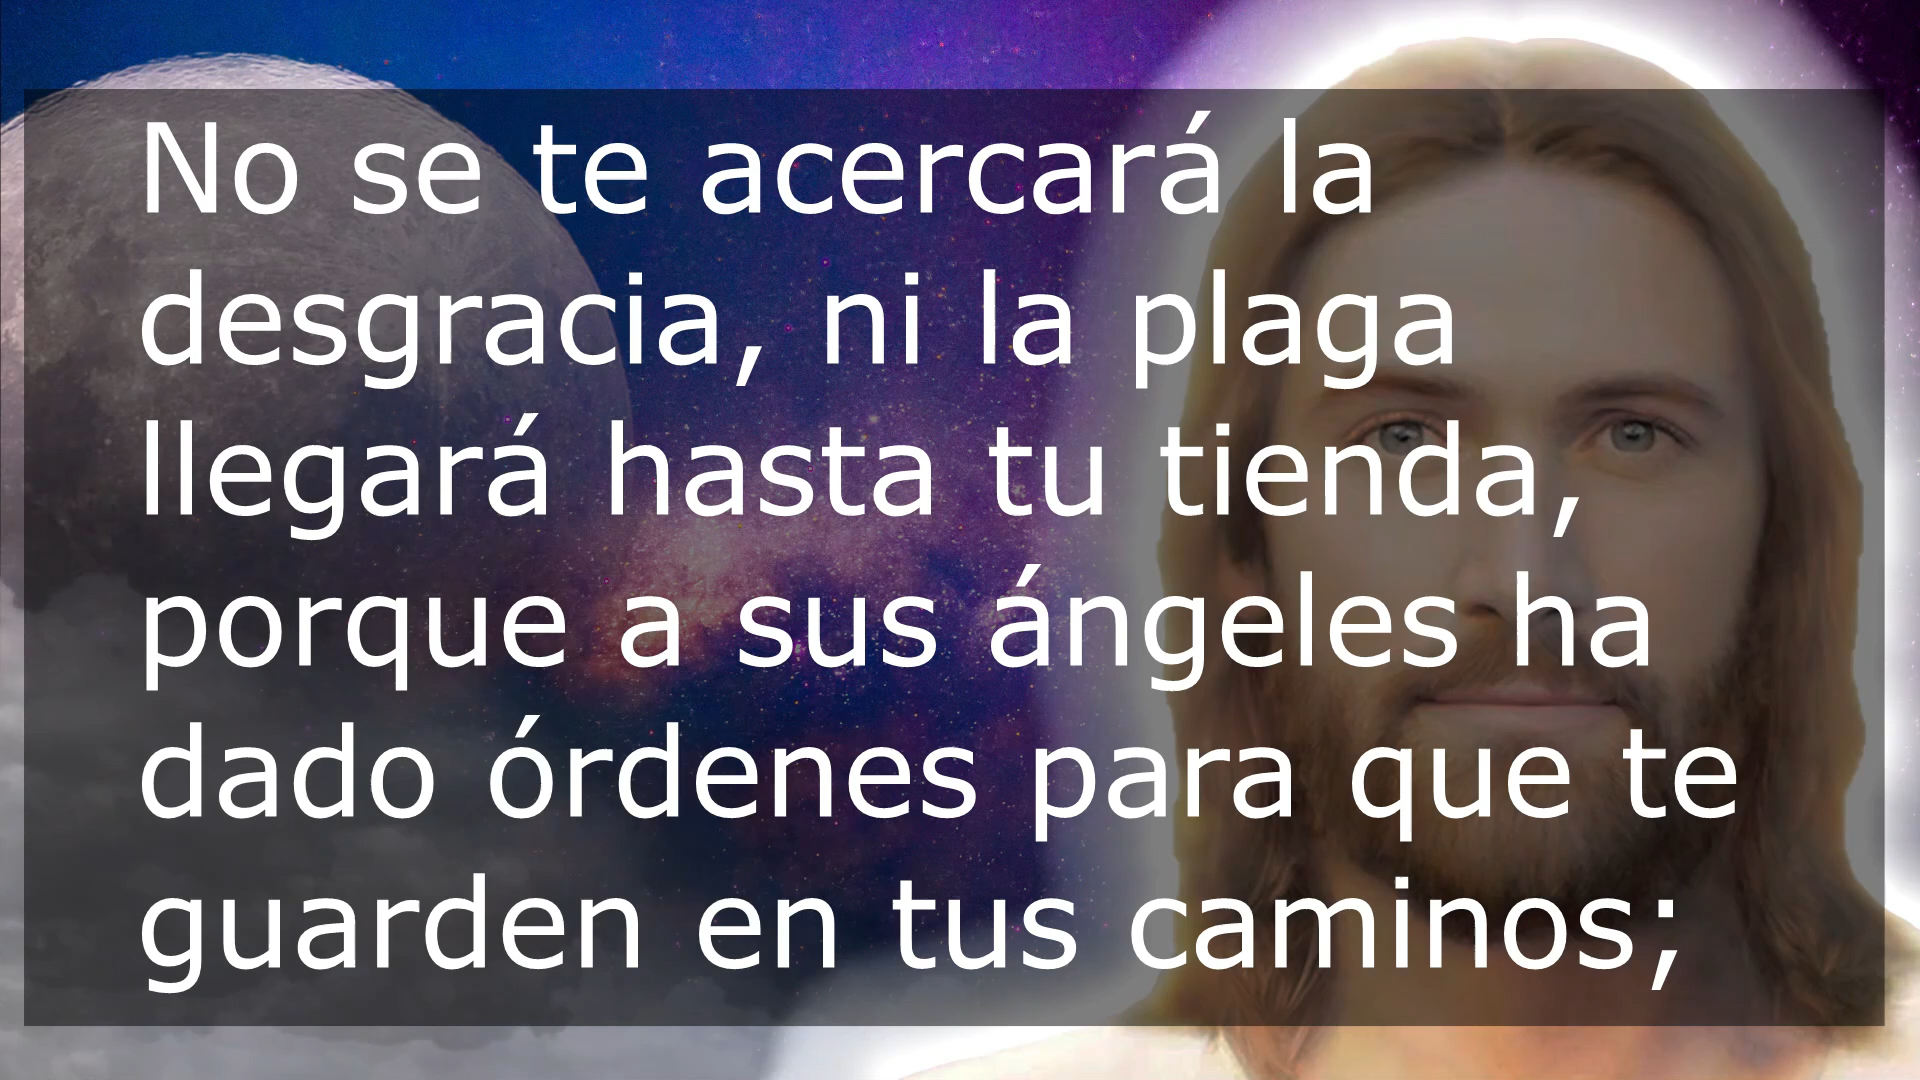 No se te acercará la
desgracia, ni la plaga
llegará hasta tu tienda,
porque a sus ángeles ha
dado órdenes para que te
guarden en tus caminos;